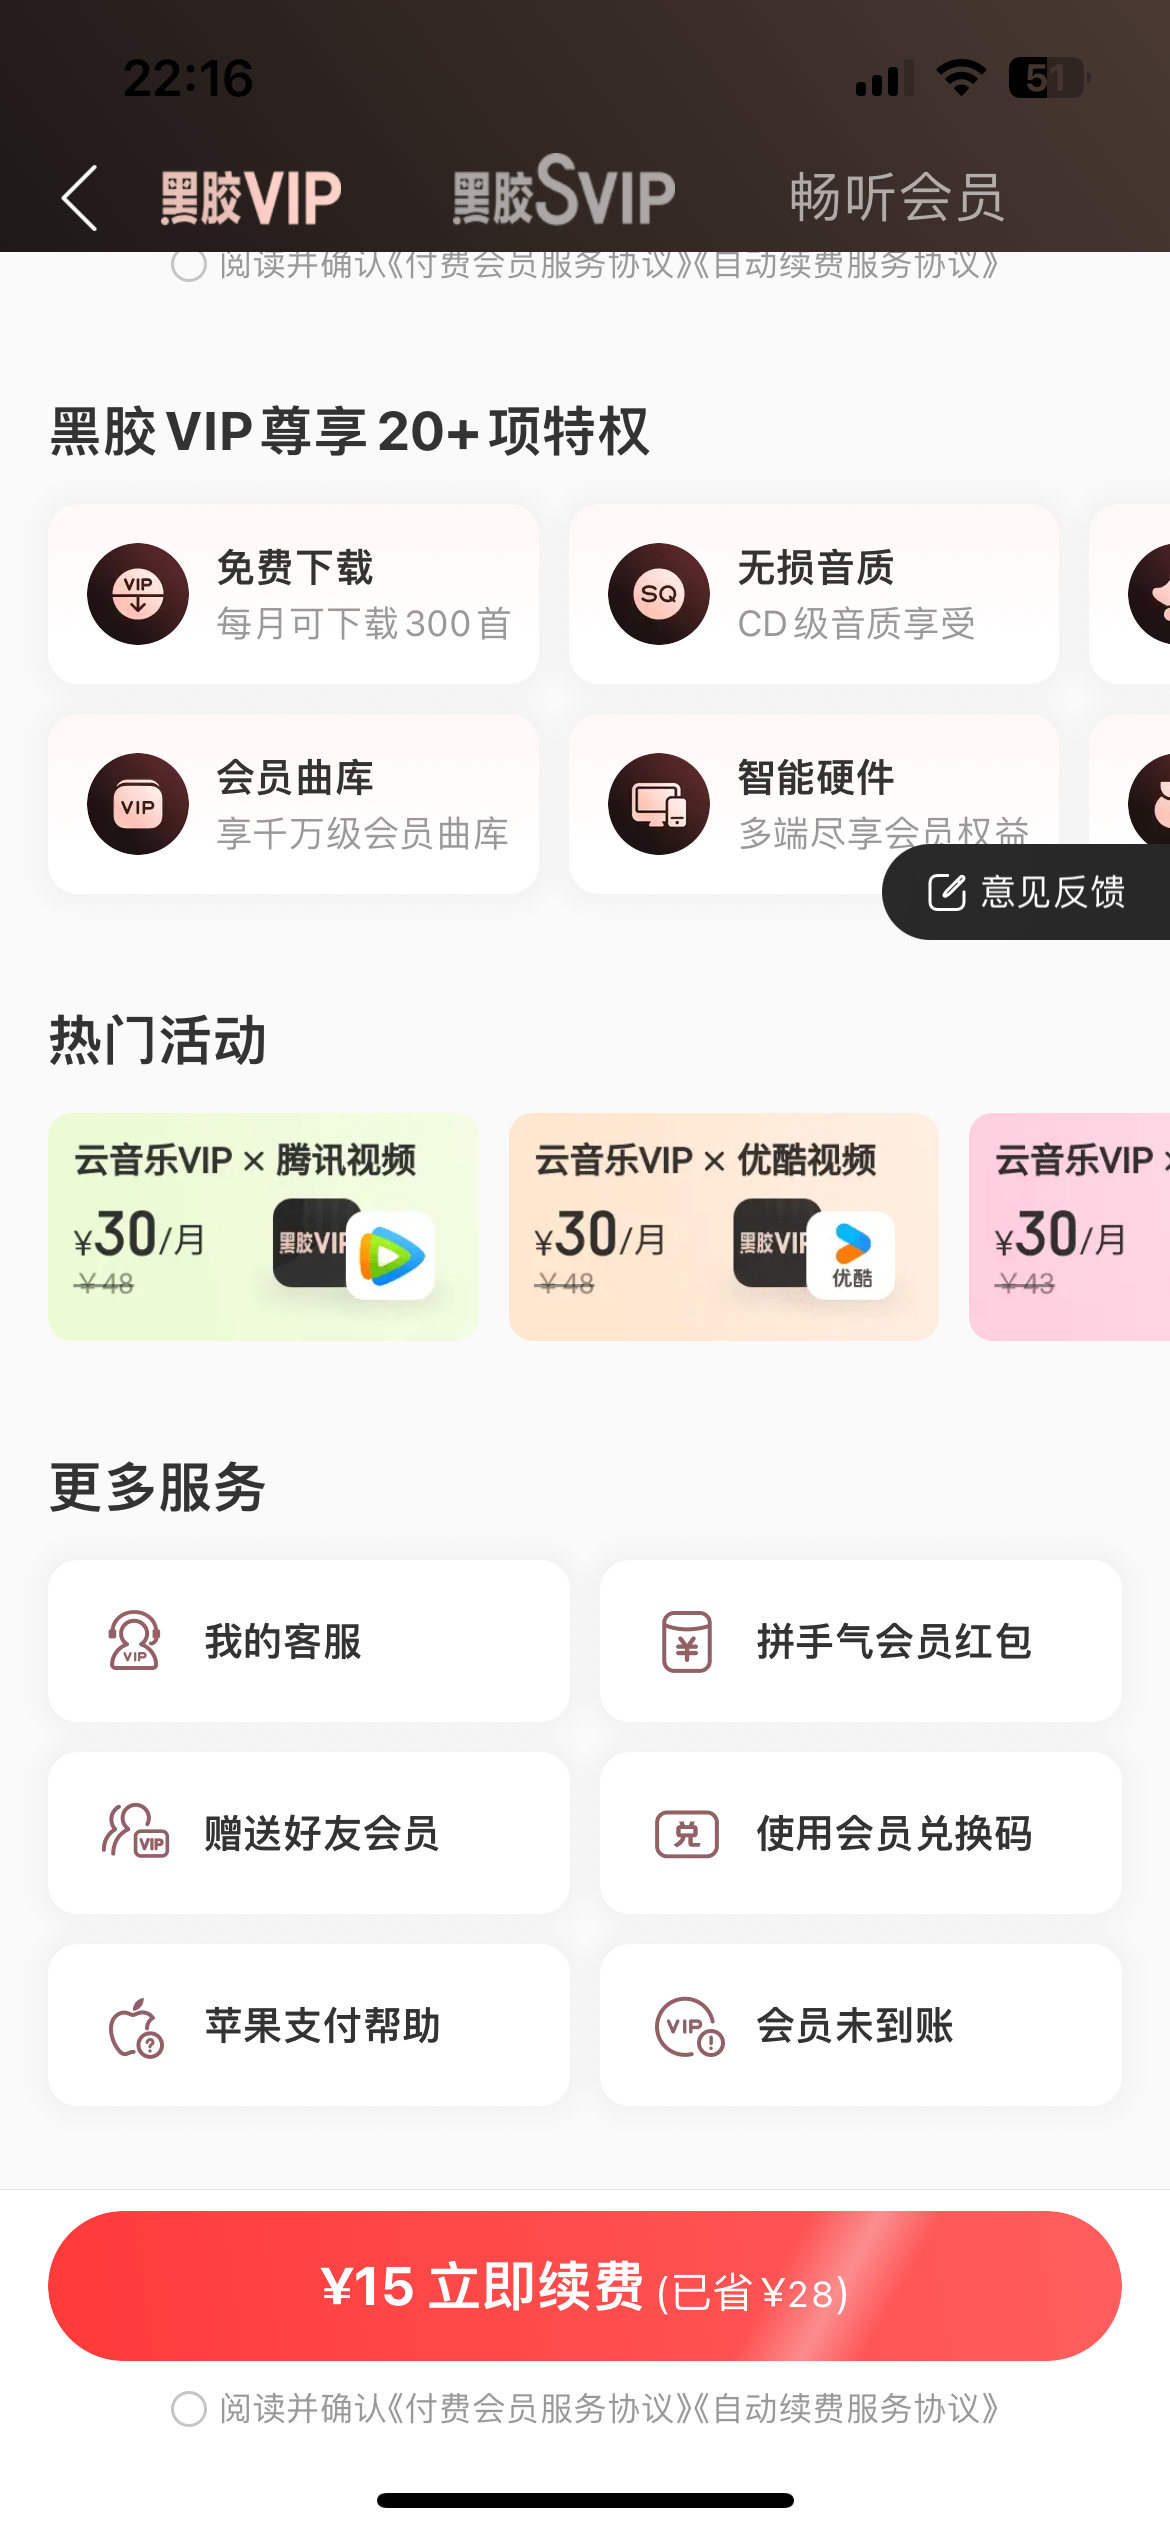 22:16
51
黑胶VIP
黑胶SVIP
畅听会员
阅读并确认《付费会员服务协议》《自动续费服务协议》
黑胶VIP尊享20+项特权
VIP
免费下载
每月可下载300首
SQ
无损音质
CD级音质享受
VIP
会员曲库
享千万级会员曲库
智能硬件
多端尽享会员权益
意见反馈
热门活动
云音乐VIP × 腾讯视频
¥30/月
¥48
黑胶VIP
云音乐VIP × 优酷视频
¥30/月
¥48
黑胶VIP
优酷
云音乐VIP ×
¥30/月
¥43
更多服务
VIP
我的客服
¥
拼手气会员红包
VIP
赠送好友会员
兑
使用会员兑换码
?
苹果支付帮助
VIP
!
会员未到账
¥15 立即续费 (已省¥28)
阅读并确认《付费会员服务协议》《自动续费服务协议》